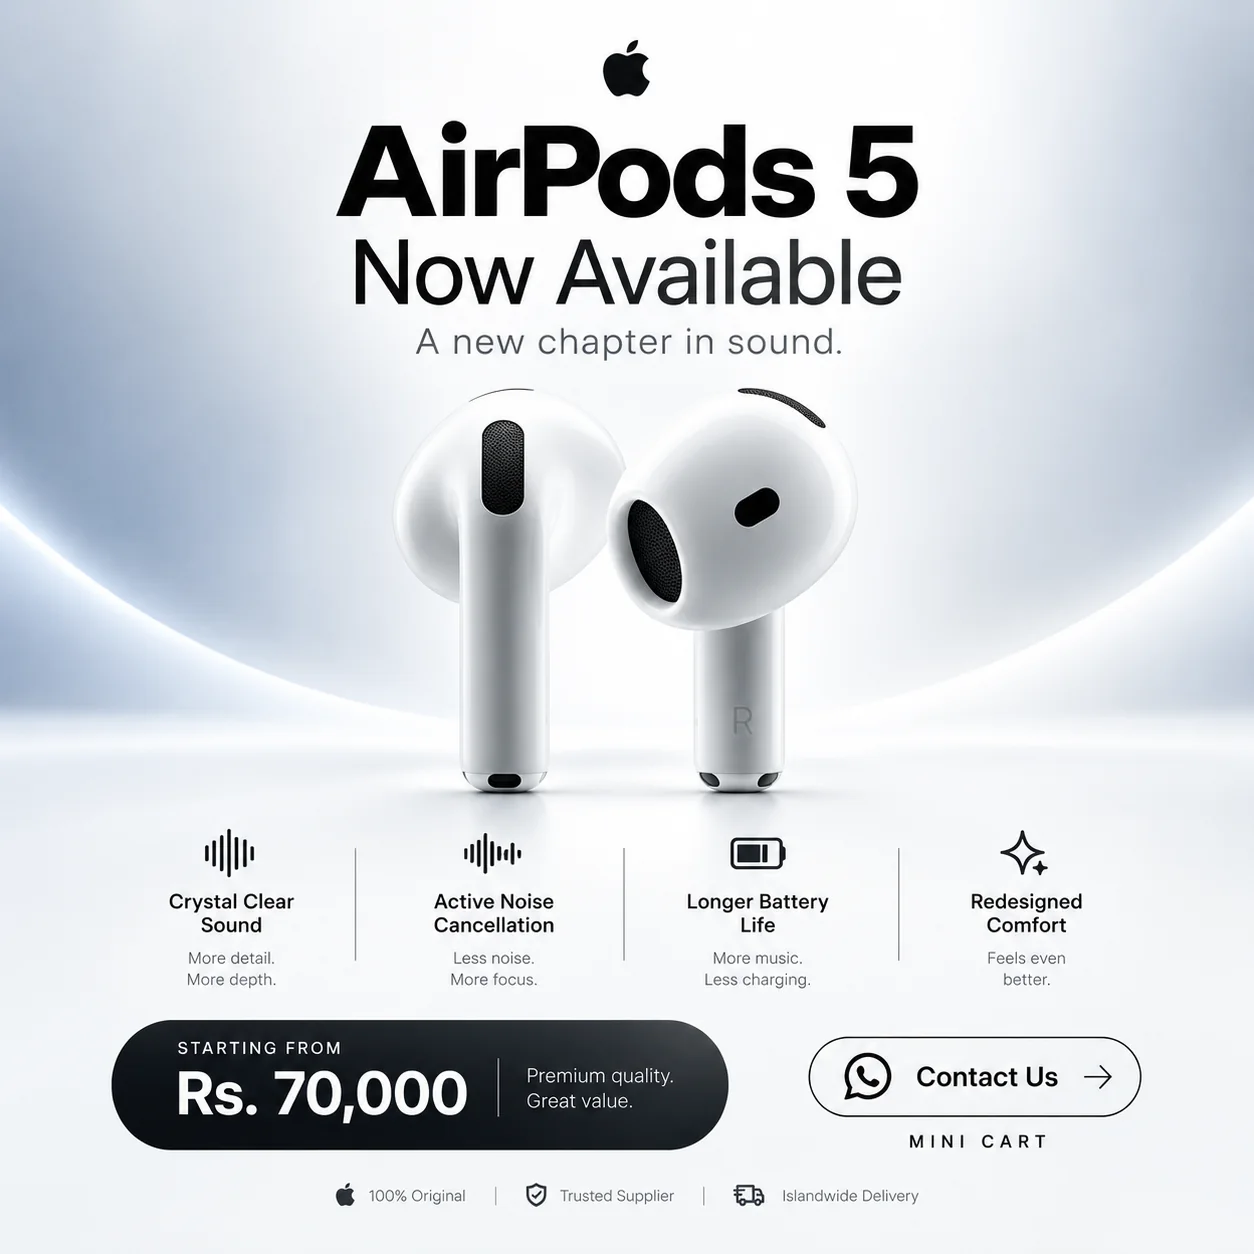 AirPods 5
Now Available
A new chapter in sound.
R
Crystal Clear
Sound
More detail.
More depth.
Active Noise
Cancellation
Less noise.
More focus.
Longer Battery
Life
More music.
Less charging.
Redesigned
Comfort
Feels even
better.
STARTING FROM
Rs. 70,000
Premium quality.
Great value.
Contact Us
MINI CART
100% Original
Trusted Supplier
Islandwide Delivery